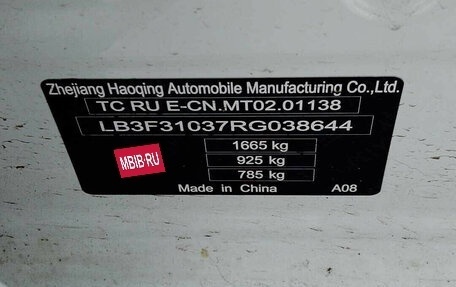 Zhejiang Haoqing Automobile Manufacturing Co.,Ltd.
TC RU E-CN.MT02.01138
LB3F31037RG038644
1665 kg
925 kg
785 kg
MBIB.RU
Made in China A08